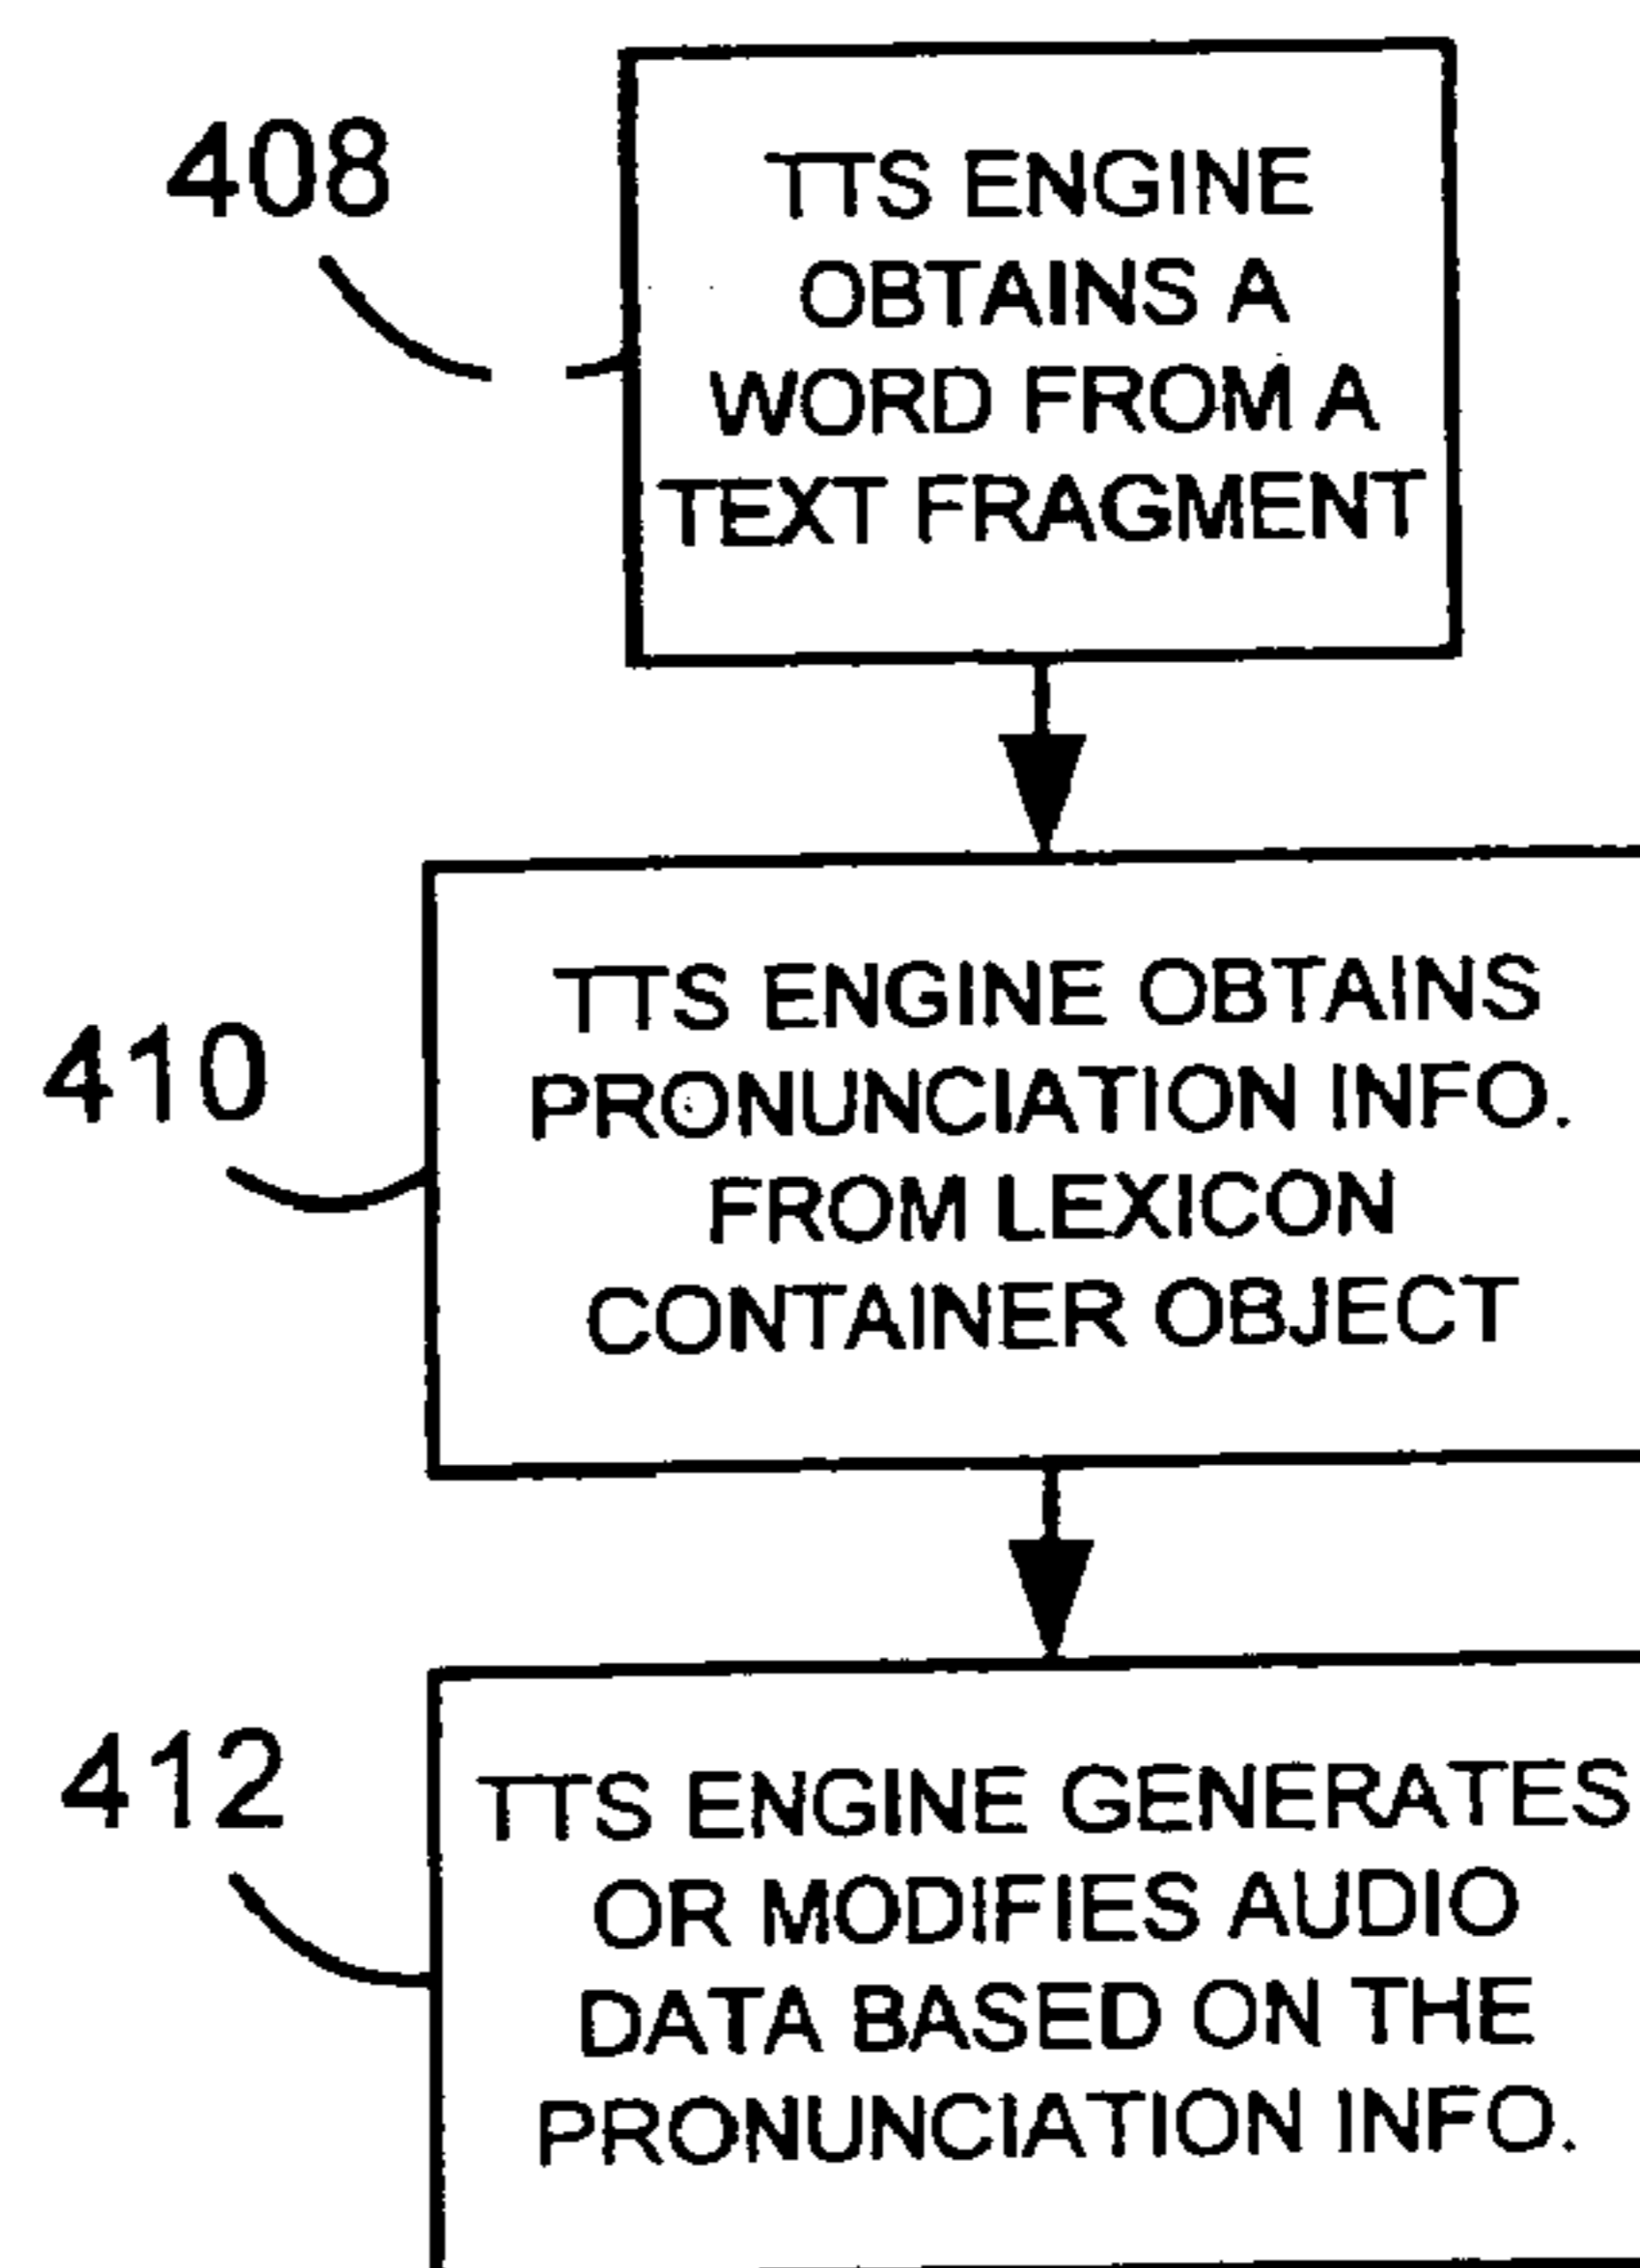 408
TTS ENGINE
OBTAINS A
WORD FROM A
TEXT FRAGMENT
410
TTS ENGINE OBTAINS
PRONUNCIATION INFO.
FROM LEXICON
CONTAINER OBJECT
412
TTS ENGINE GENERATES
OR MODIFIES AUDIO
DATA BASED ON THE
PRONUNCIATION INFO.